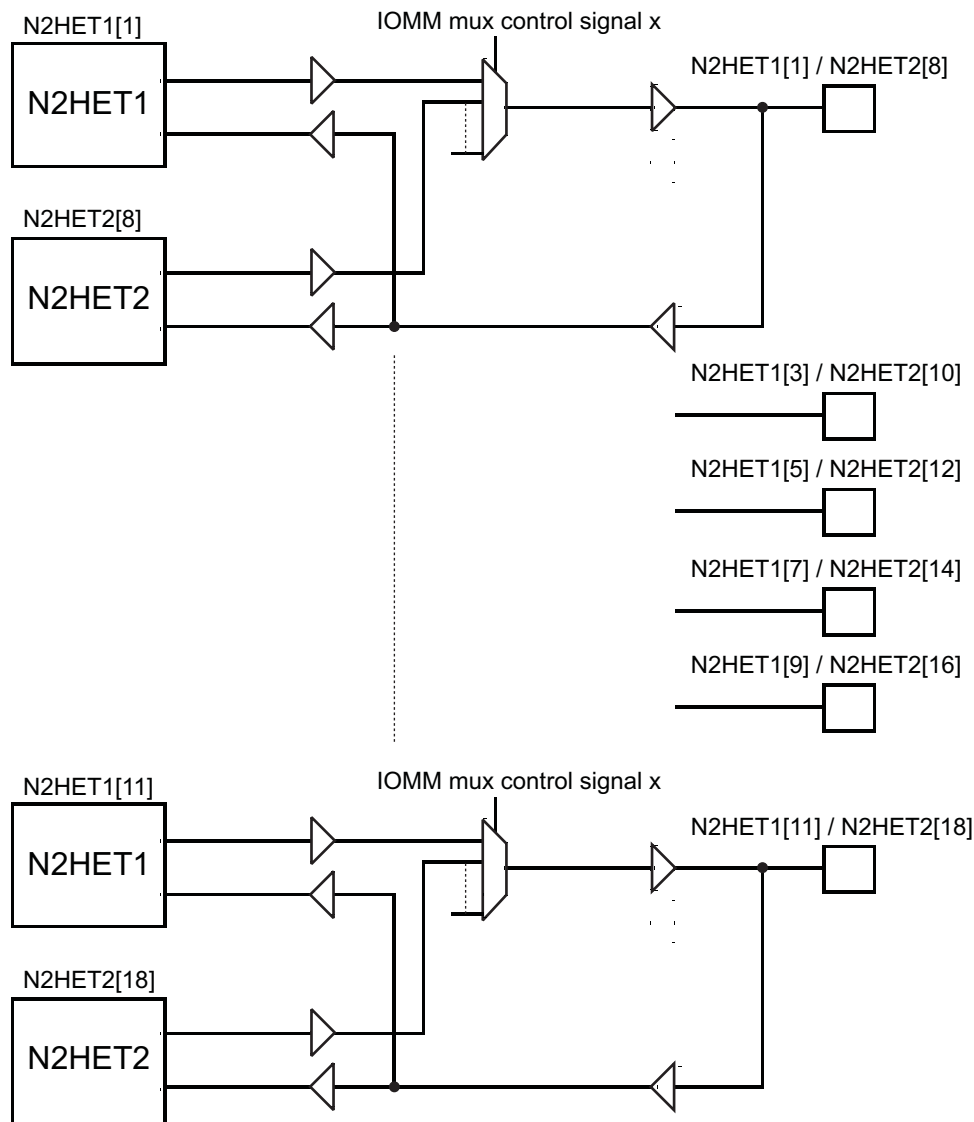 N2HET1[1]
IOMM mux control signal x
N2HET1[1] / N2HET2[8]
N2HET1
N2HET2[8]
N2HET2
N2HET1[3] / N2HET2[10]
N2HET1[5] / N2HET2[12]
N2HET1[7] / N2HET2[14]
N2HET1[9] / N2HET2[16]
N2HET1[11]
IOMM mux control signal x
N2HET1[11] / N2HET2[18]
N2HET1
N2HET2[18]
N2HET2